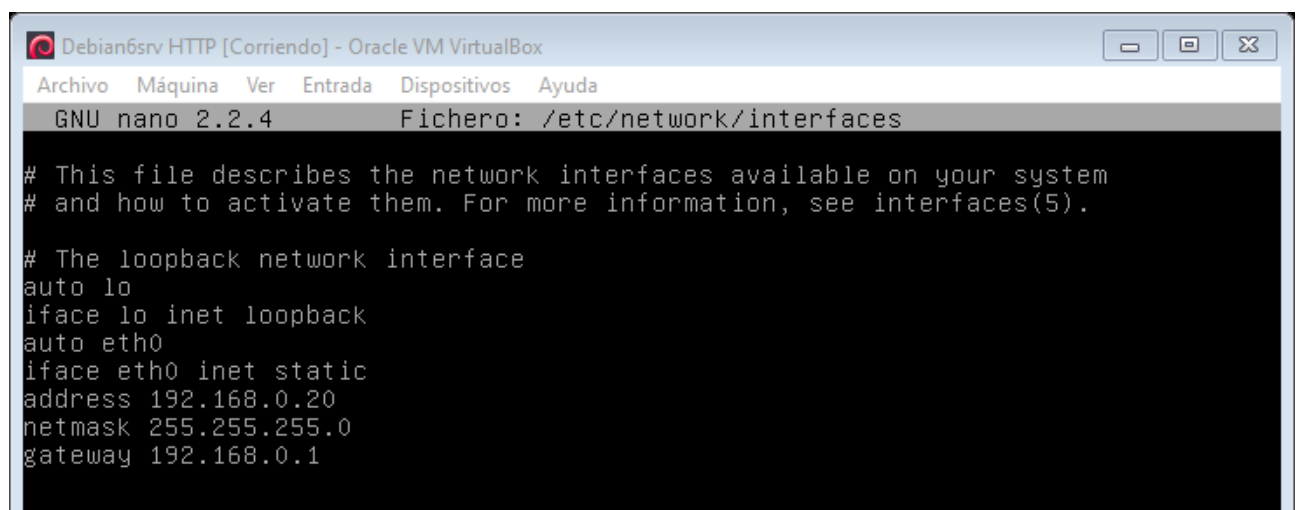 Debian6srv HTTP [Corriendo] - Oracle VM VirtualBox
Archivo Máquina Ver Entrada Dispositivos Ayuda
GNU nano 2.2.4 Fichero: /etc/network/interfaces
# This file describes the network interfaces available on your system
# and how to activate them. For more information, see interfaces(5).
# The loopback network interface
auto lo
iface lo inet loopback
auto eth0
iface eth0 inet static
address 192.168.0.20
netmask 255.255.255.0
gateway 192.168.0.1